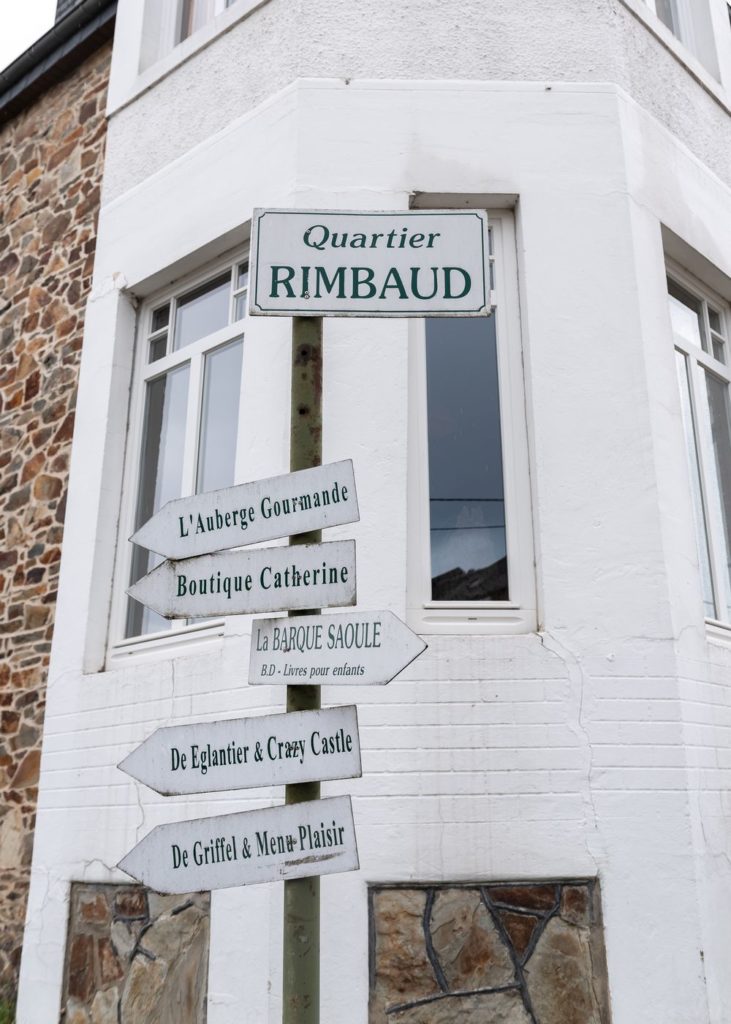 Quartier
RIMBAUD
L'Auberge Gourmande
Boutique Catherine
La BARQUE SAOULE
B.D - Livres pour enfants
De Eglantier & Crazy Castle
De Griffel & Menu Plaisir